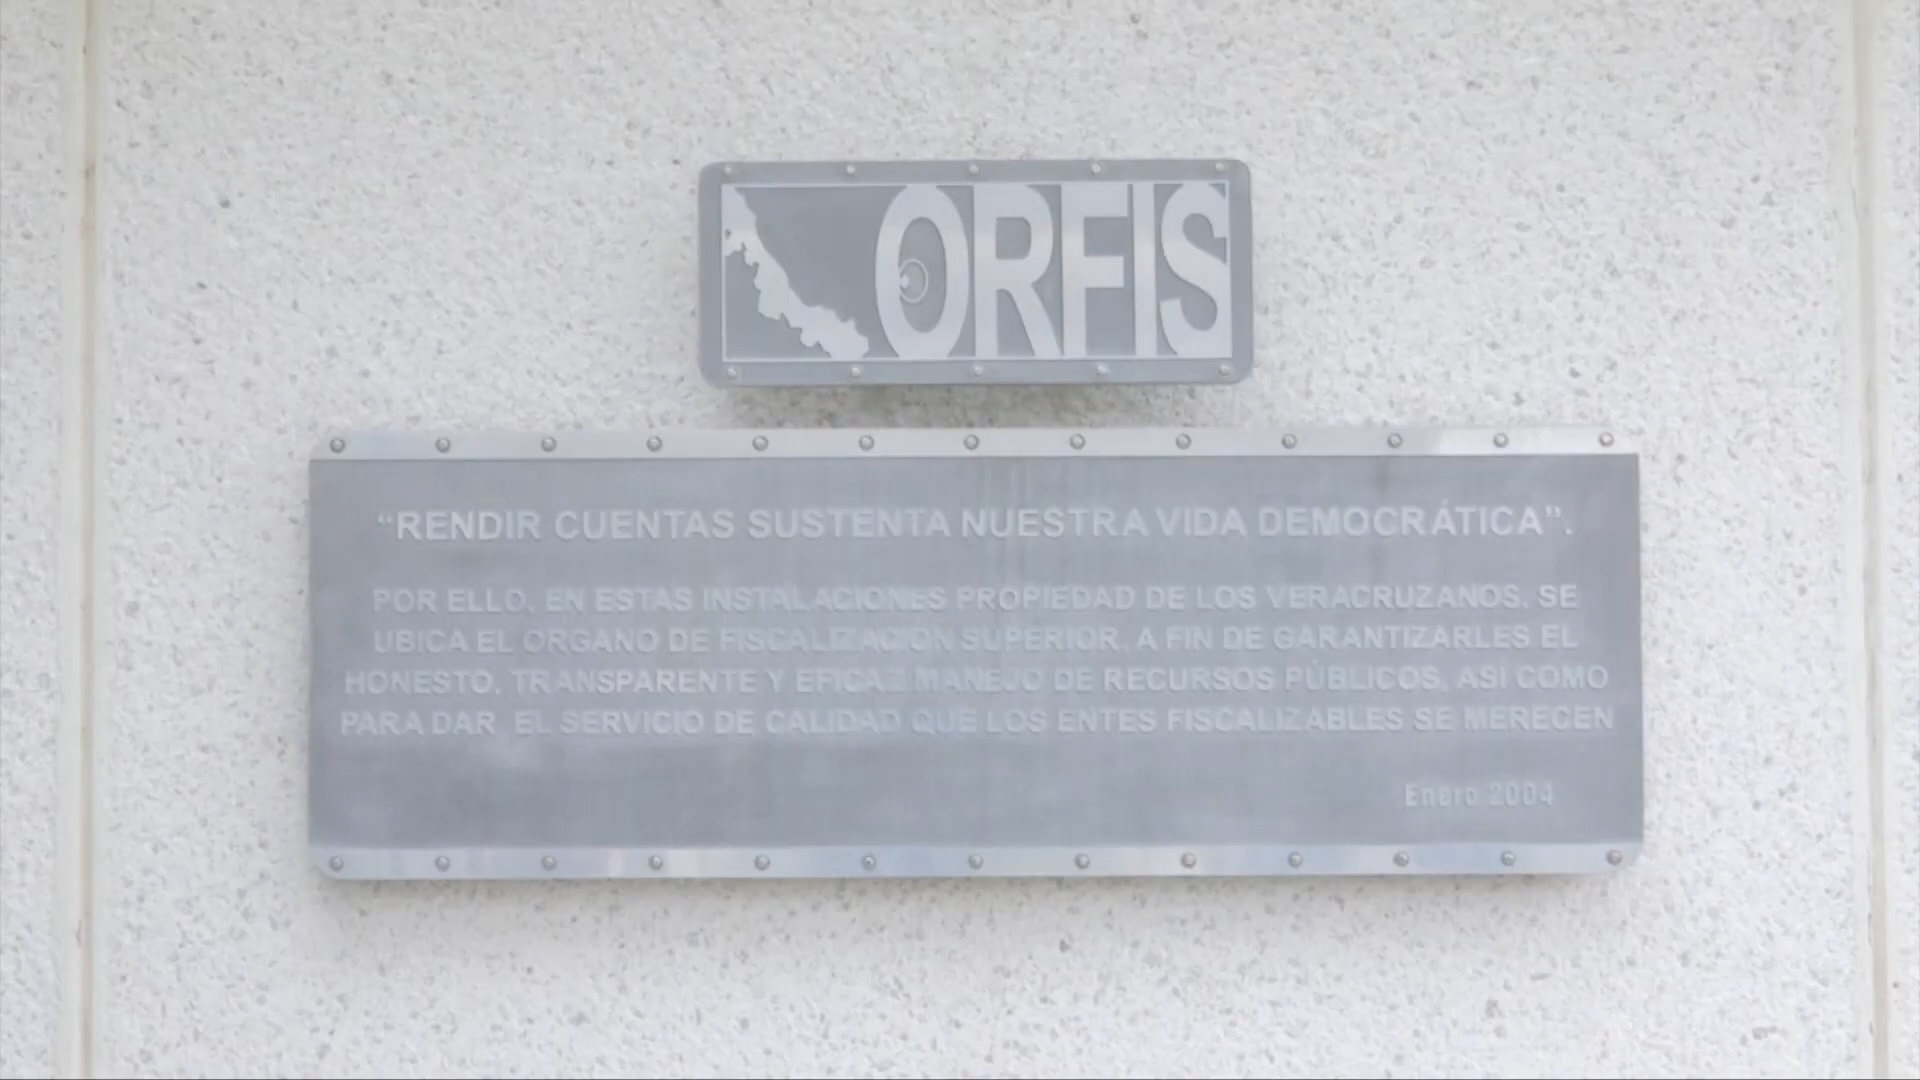 ORFIS
“RENDIR CUENTAS SUSTENTA NUESTRA VIDA DEMOCRÁTICA”.
POR ELLO, EN ESTAS INSTALACIONES PROPIEDAD DE LOS VERACRUZANOS, SE
UBICA EL ÓRGANO DE FISCALIZACIÓN SUPERIOR, A FIN DE GARANTIZARLES EL
HONESTO, TRANSPARENTE Y EFICAZ MANEJO DE RECURSOS PÚBLICOS, ASÍ COMO
PARA DAR EL SERVICIO DE CALIDAD QUE LOS ENTES FISCALIZABLES SE MERECEN
Enero 2004